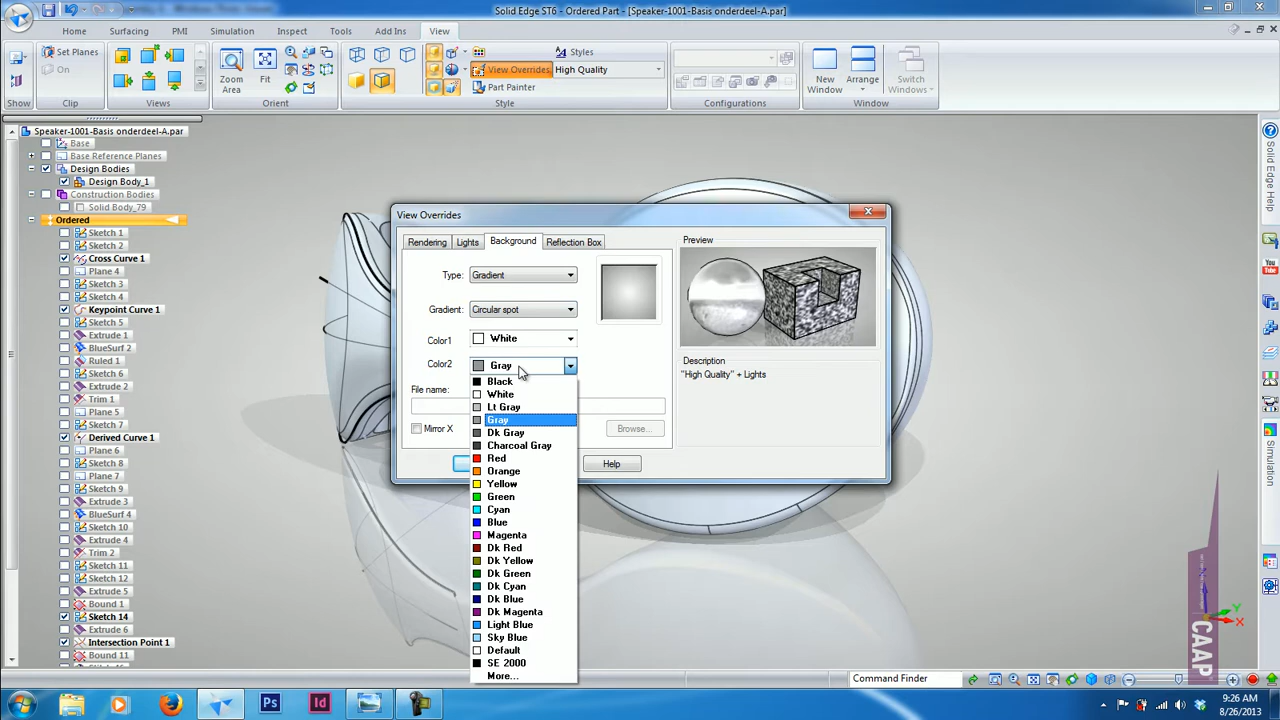 Solid Edge ST6 - Ordered Part - [Speaker-1001-Basis onderdeel-A.par]
Home Surfacing PMI Simulation Inspect Tools Add Ins View
Set Planes
On
Show
Clip
Views
Zoom Area
Fit
Orient
Styles
View Overrides
High Quality
Part Painter
Style
Configurations
New Window
Arrange
Switch Windows
Window
Speaker-1001-Basis onderdeel-A.par
Base
Base Reference Planes
Design Bodies
Design Body_1
Construction Bodies
Solid Body_79
Ordered
Sketch 1
Sketch 2
Cross Curve 1
Plane 4
Sketch 3
Sketch 4
Keypoint Curve 1
Sketch 5
Extrude 1
BlueSurf 2
Ruled 1
Sketch 6
Extrude 2
Trim 1
Plane 5
Sketch 7
Derived Curve 1
Plane 6
Sketch 8
Plane 7
Sketch 9
Extrude 3
BlueSurf 4
Sketch 10
Extrude 4
Trim 2
Sketch 11
Sketch 12
Sketch 13
Extrude 5
Bound 1
Sketch 14
Extrude 6
Intersection Point 1
Bound 11
View Overrides
Rendering Lights Background Reflection Box
Type: Gradient
Gradient: Circular spot
Color1 White
Color2 Gray
File name:
Mirror X
Browse...
Help
Black
White
Lt Gray
Gray
Dk Gray
Charcoal Gray
Red
Orange
Yellow
Green
Cyan
Blue
Magenta
Dk Red
Dk Yellow
Dk Green
Dk Cyan
Dk Blue
Dk Magenta
Light Blue
Sky Blue
Default
SE 2000
More...
Preview
Description
"High Quality" + Lights
Solid Edge Help
You Tube
Simulation
Y
X
CAAP
Command Finder
Ps
Id
9:26 AM
8/26/2013